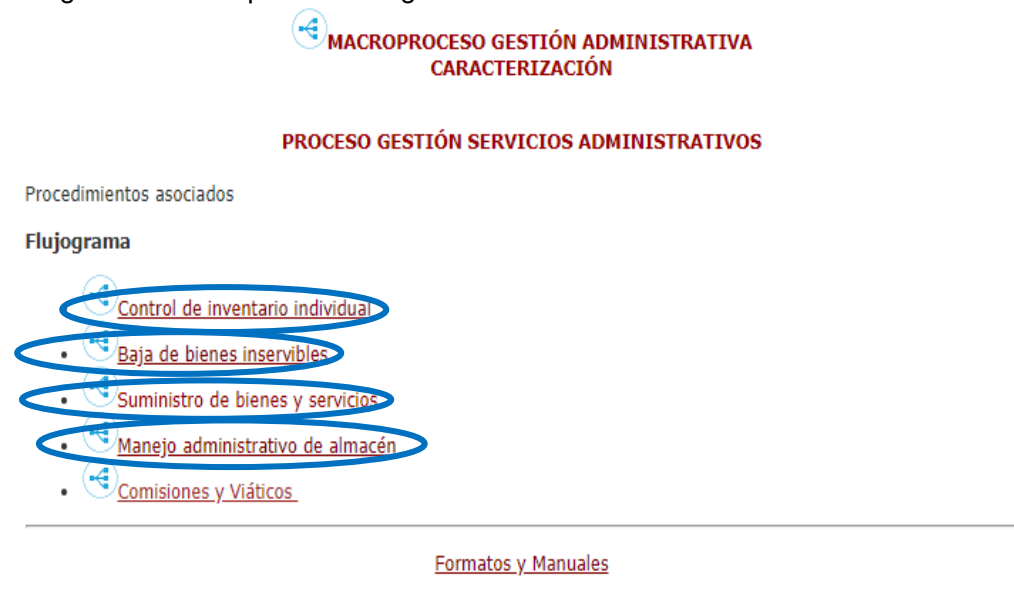 MACROPROCESO GESTIÓN ADMINISTRATIVA
CARACTERIZACIÓN
PROCESO GESTIÓN SERVICIOS ADMINISTRATIVOS
Procedimientos asociados
Flujograma
Control de inventario individual
• Baja de bienes inservibles
• Suministro de bienes y servicios
• Manejo administrativo de almacén
• Comisiones y Viáticos
Formatos y Manuales